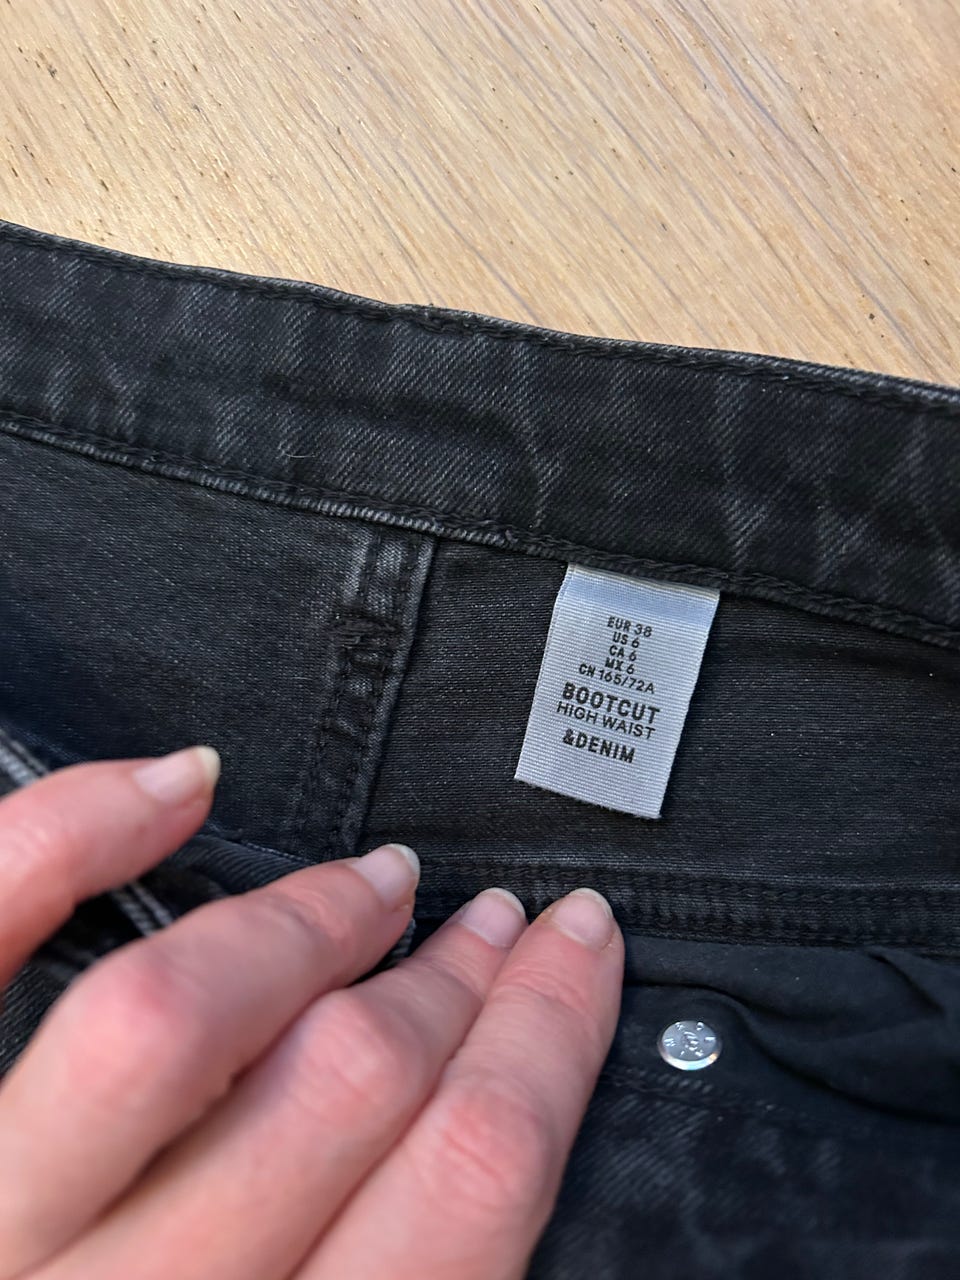 EUR 38
US 6
CA 6
MX 6
CN 165/72A
BOOTCUT
HIGH WAIST
&DENIM